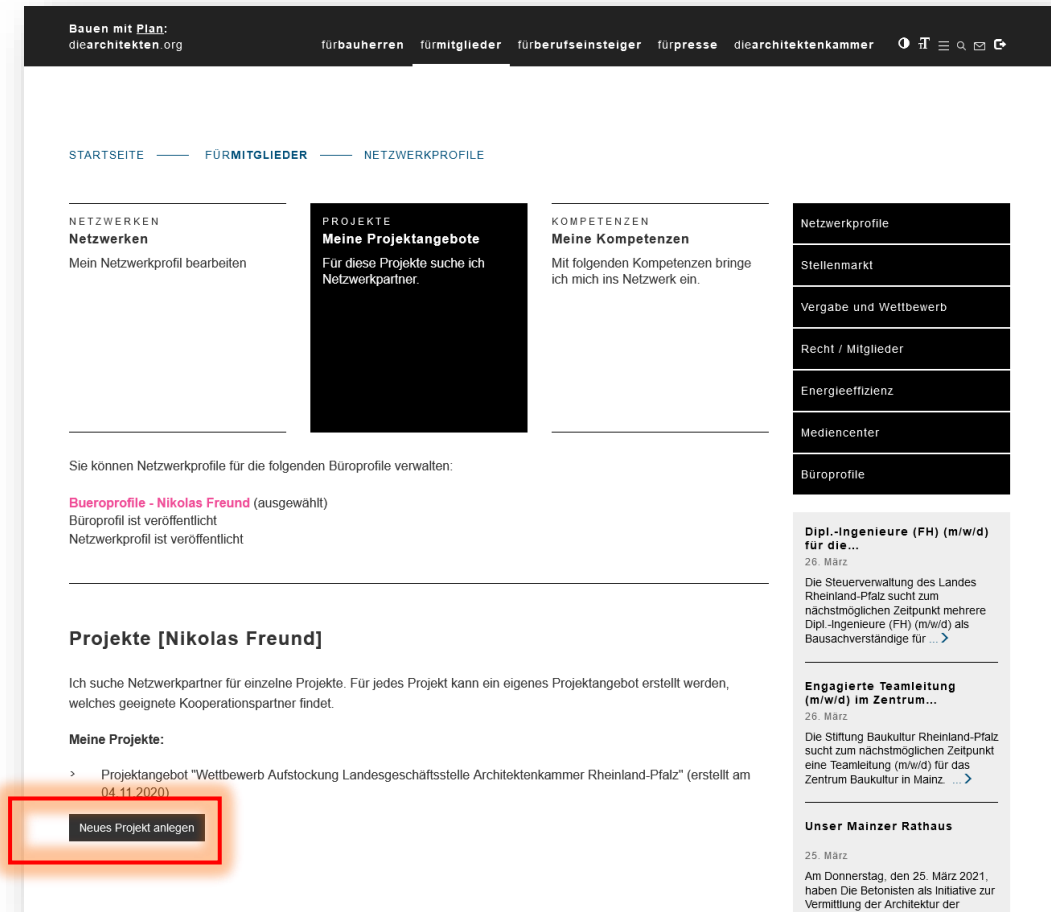 Bauen mit Plan:
diearchitekten.org
fürbauherren fürmitglieder fürberufseinsteiger fürpresse diearchitektenkammer
STARTSEITE FÜRMITGLIEDER NETZWERKPROFILE
NETZWERKEN
Netzwerken
Mein Netzwerkprofil bearbeiten
PROJEKTE
Meine Projektangebote
Für diese Projekte suche ich
Netzwerkpartner.
KOMPETENZEN
Meine Kompetenzen
Mit folgenden Kompetenzen bringe
ich mich ins Netzwerk ein.
Sie können Netzwerkprofile für die folgenden Büroprofile verwalten:
Bueroprofile - Nikolas Freund (ausgewählt)
Büroprofil ist veröffentlicht
Netzwerkprofil ist veröffentlicht
Projekte [Nikolas Freund]
Ich suche Netzwerkpartner für einzelne Projekte. Für jedes Projekt kann ein eigenes Projektangebot erstellt werden,
welches geeignete Kooperationspartner findet.
Meine Projekte:
> Projektangebot "Wettbewerb Aufstockung Landesgeschäftsstelle Architektenkammer Rheinland-Pfalz" (erstellt am
04.11.2020)
Neues Projekt anlegen
Netzwerkprofile
Stellenmarkt
Vergabe und Wettbewerb
Recht / Mitglieder
Energieeffizienz
Mediencenter
Büroprofile
Dipl.-Ingenieure (FH) (m/w/d)
für die...
26. März
Die Steuerverwaltung des Landes
Rheinland-Pfalz sucht zum
nächstmöglichen Zeitpunkt mehrere
Dipl.-Ingenieure (FH) (m/w/d) als
Bausachverständige für ...
Engagierte Teamleitung
(m/w/d) im Zentrum...
26. März
Die Stiftung Baukultur Rheinland-Pfalz
sucht zum nächstmöglichen Zeitpunkt
eine Teamleitung (m/w/d) für das
Zentrum Baukultur in Mainz. ...
Unser Mainzer Rathaus
25. März
Am Donnerstag, den 25. März 2021,
haben Die Betonisten als Initiative zur
Vermittlung der Architektur der